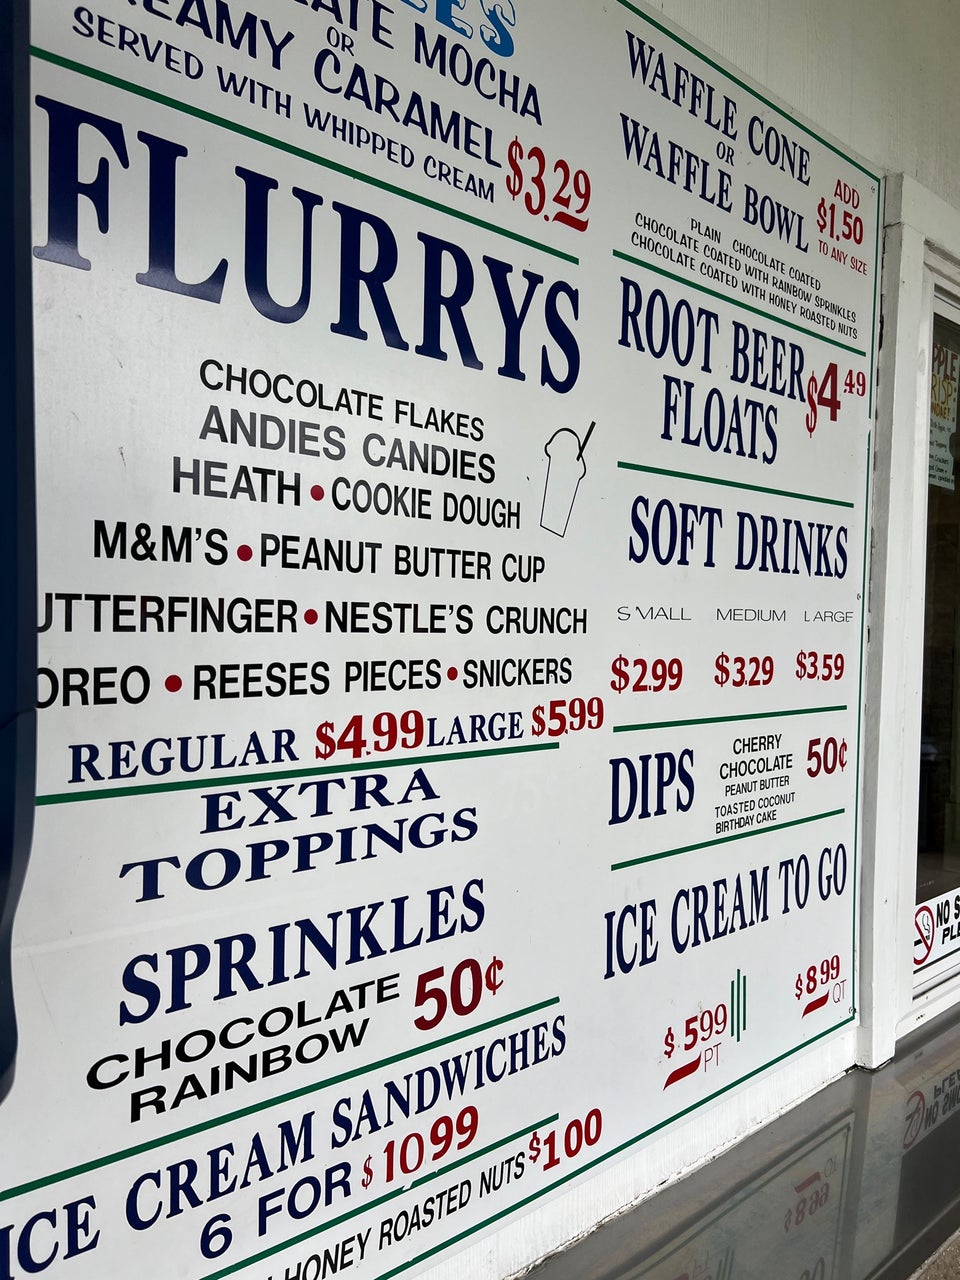 OR
MOCHA
CARAMEL
SERVED WITH WHIPPED CREAM
$3.29
FLURRYS
CHOCOLATE FLAKES
ANDIES CANDIES
HEATH • COOKIE DOUGH
M&M'S • PEANUT BUTTER CUP
UTTERFINGER • NESTLE'S CRUNCH
OREO • REESES PIECES • SNICKERS
REGULAR $4.99 LARGE $5.99
EXTRA
TOPPINGS
SPRINKLES
CHOCOLATE
RAINBOW
50¢
ICE CREAM SANDWICHES
6 FOR $10.99
HONEY ROASTED NUTS $1.00
WAFFLE CONE
OR
WAFFLE BOWL
ADD
$1.50
TO ANY SIZE
PLAIN CHOCOLATE COATED
CHOCOLATE COATED WITH RAINBOW SPRINKLES
CHOCOLATE COATED WITH HONEY ROASTED NUTS
ROOT BEER
FLOATS
$4.49
SOFT DRINKS
SMALL MEDIUM LARGE
$2.99 $3.29 $3.59
DIPS
CHERRY
CHOCOLATE
PEANUT BUTTER
TOASTED COCONUT
BIRTHDAY CAKE
50¢
ICE CREAM TO GO
$5.99
PT
$8.99
QT
NO S
PLE